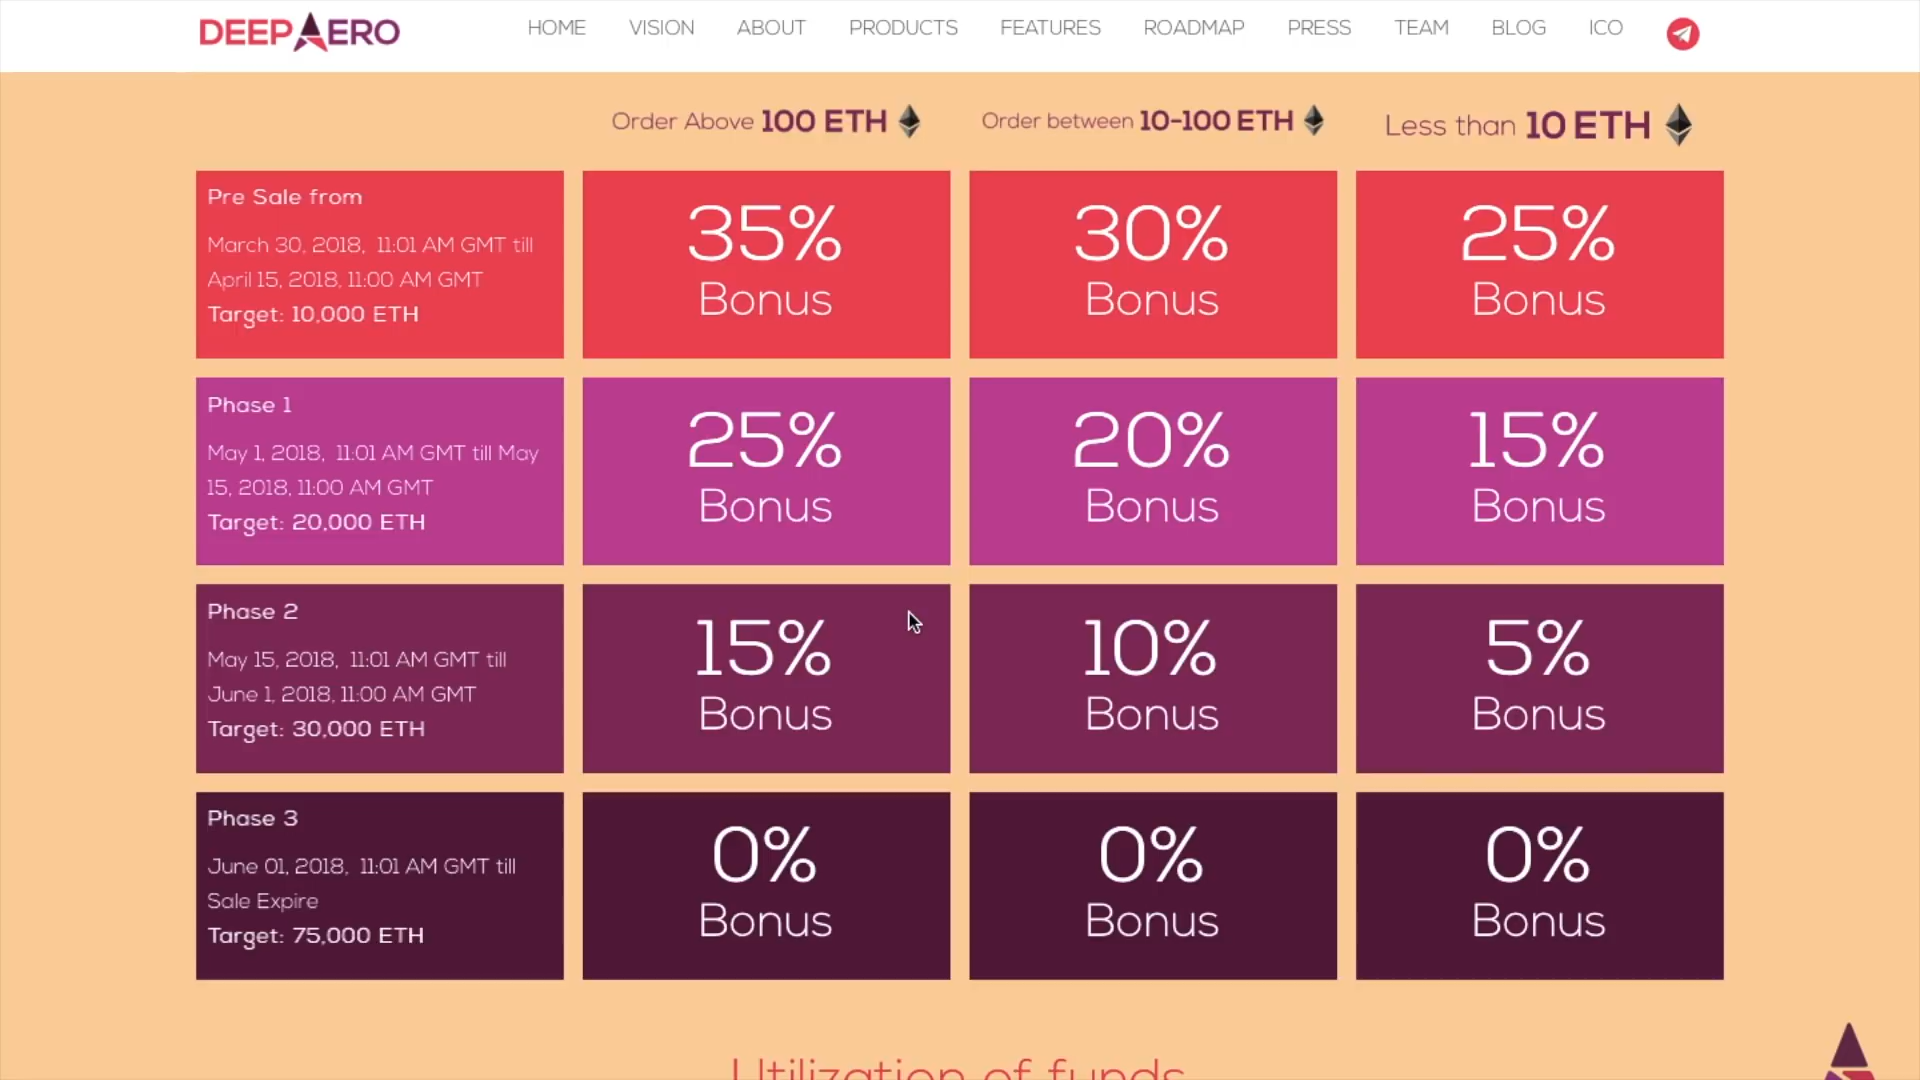 DEEPAERO
HOME VISION ABOUT PRODUCTS FEATURES ROADMAP PRESS TEAM BLOG ICO
Order Above 100 ETH
Order between 10-100 ETH
Less than 10 ETH
Pre Sale from
March 30, 2018, 11:01 AM GMT till
April 15, 2018, 11:00 AM GMT
Target: 10,000 ETH
35%
Bonus
30%
Bonus
25%
Bonus
Phase 1
May 1, 2018, 11:01 AM GMT till May
15, 2018, 11:00 AM GMT
Target: 20,000 ETH
25%
Bonus
20%
Bonus
15%
Bonus
Phase 2
May 15, 2018, 11:01 AM GMT till
June 1, 2018, 11:00 AM GMT
Target: 30,000 ETH
15%
Bonus
10%
Bonus
5%
Bonus
Phase 3
June 01, 2018, 11:01 AM GMT till
Sale Expire
Target: 75,000 ETH
0%
Bonus
0%
Bonus
0%
Bonus
Utilization of funds